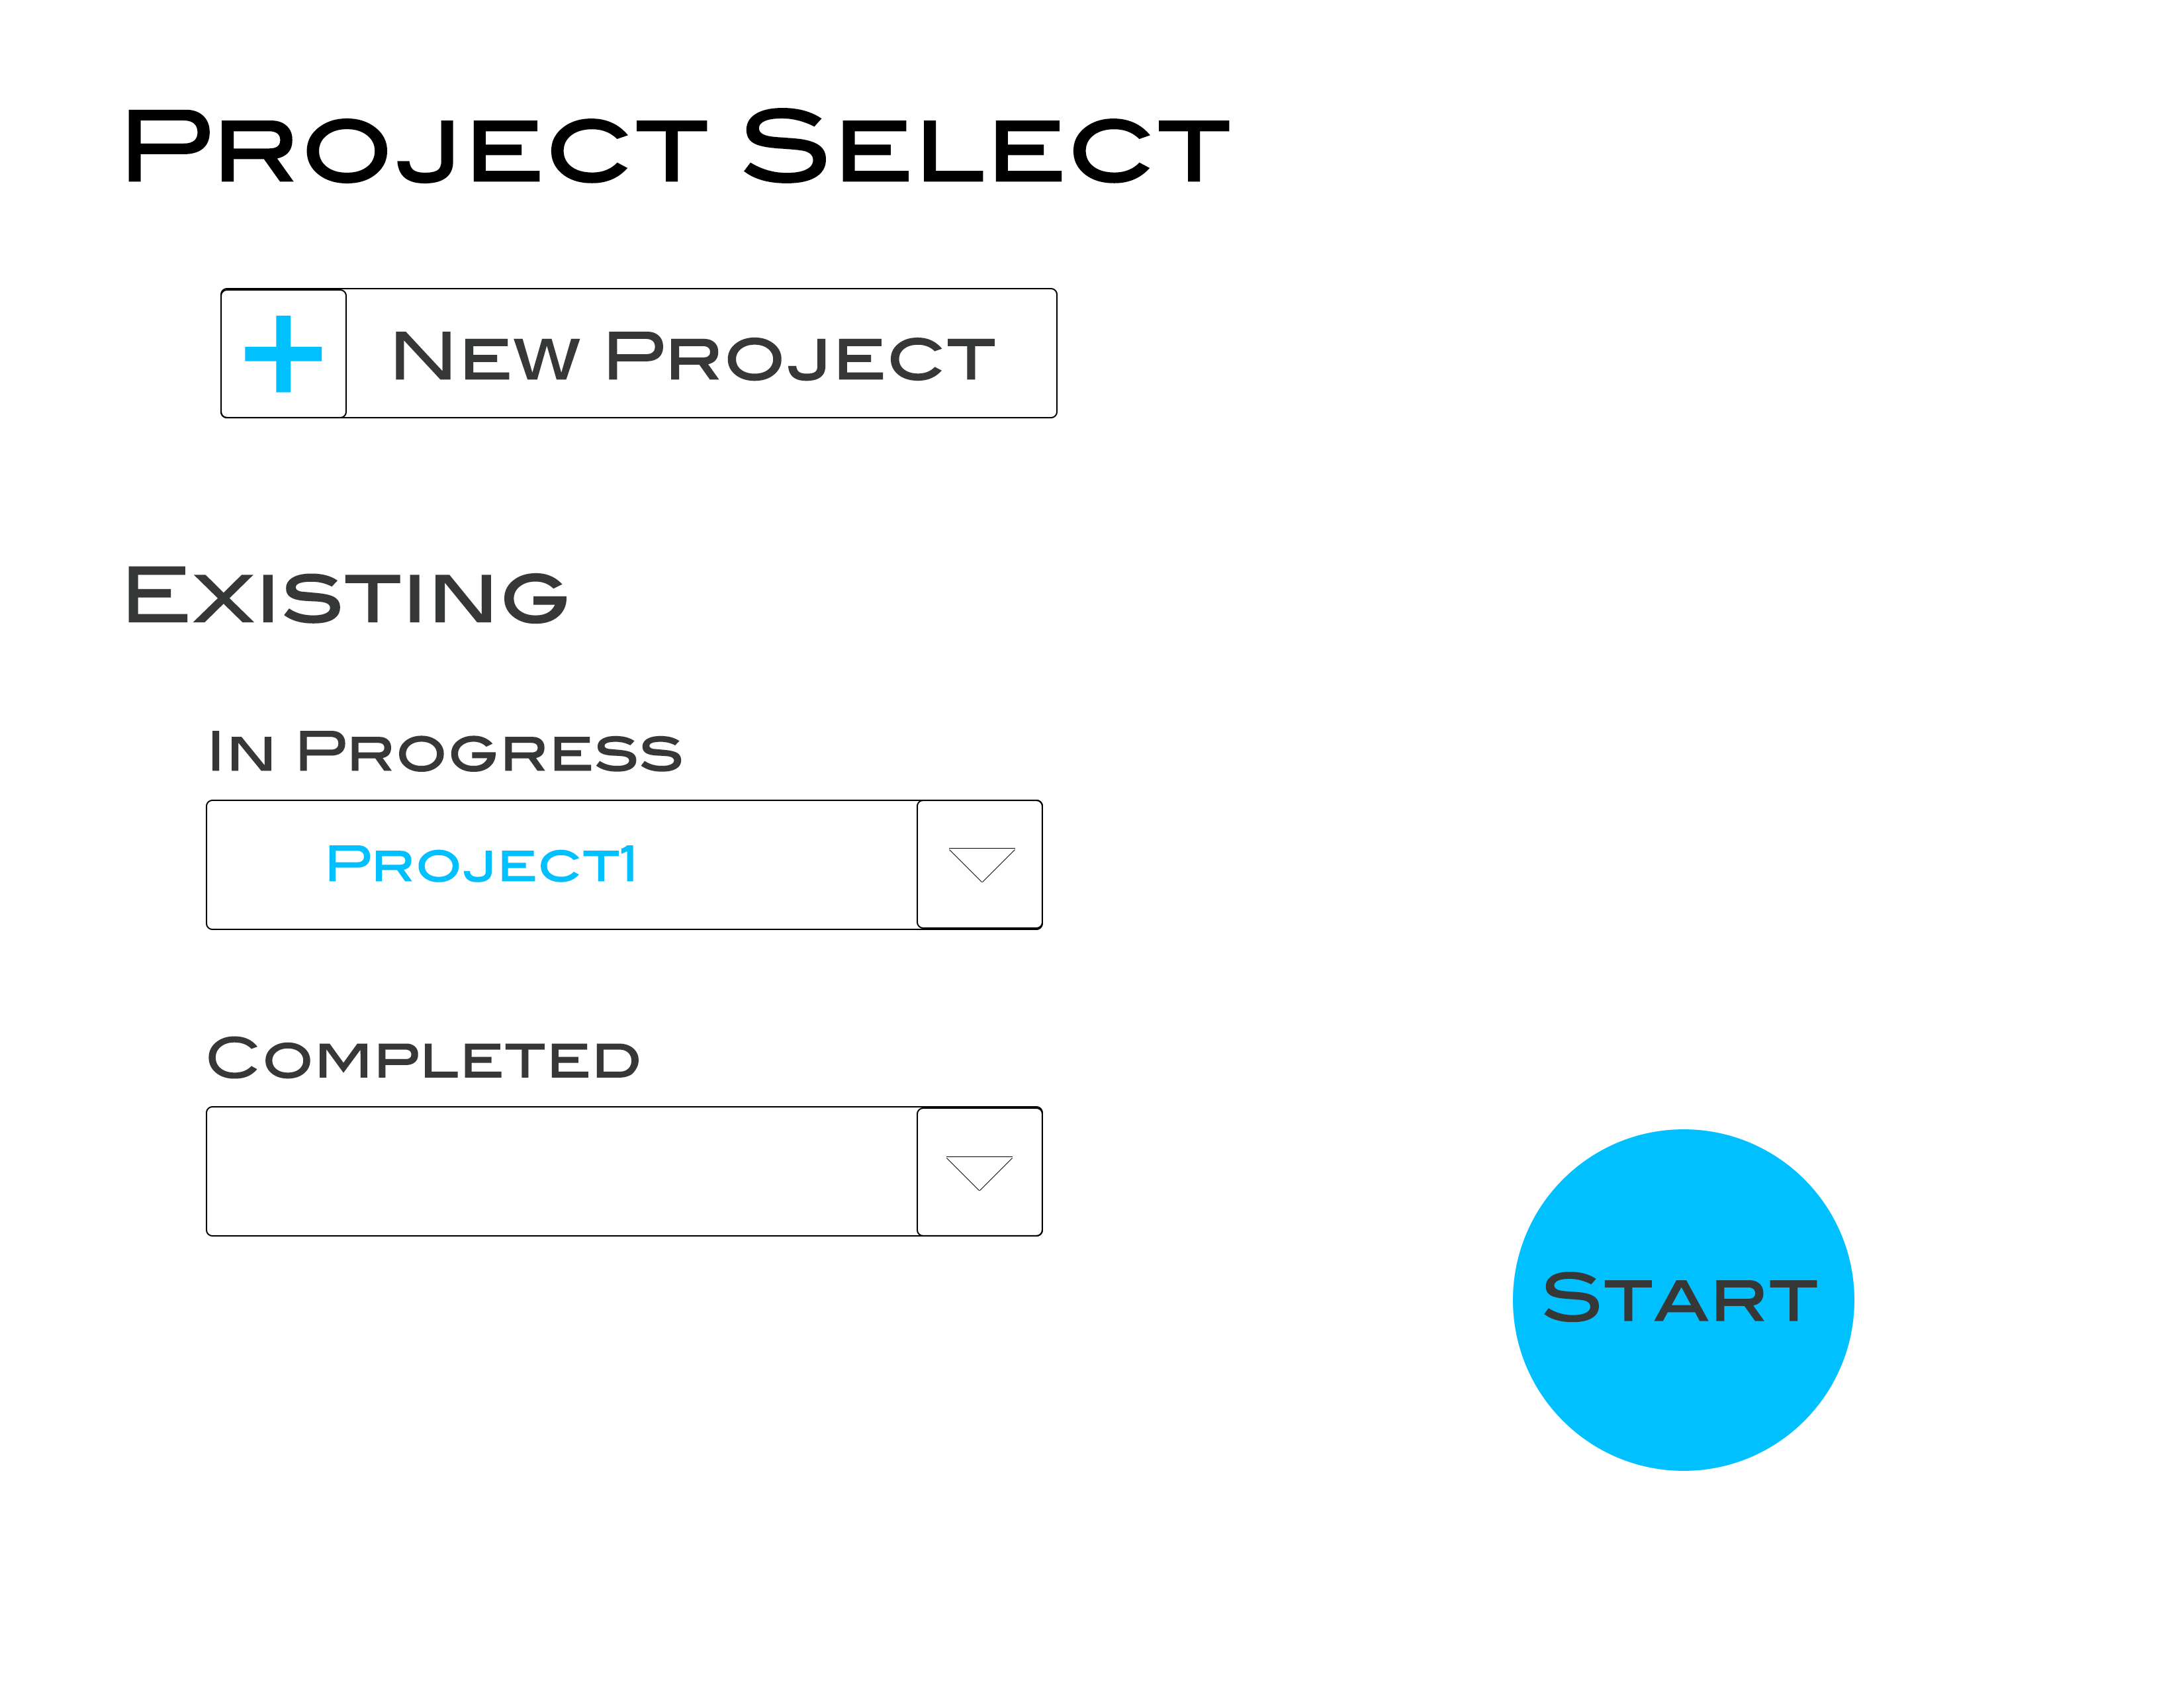 Project Select
New Project
Existing
In Progress
Project1
Completed
Start